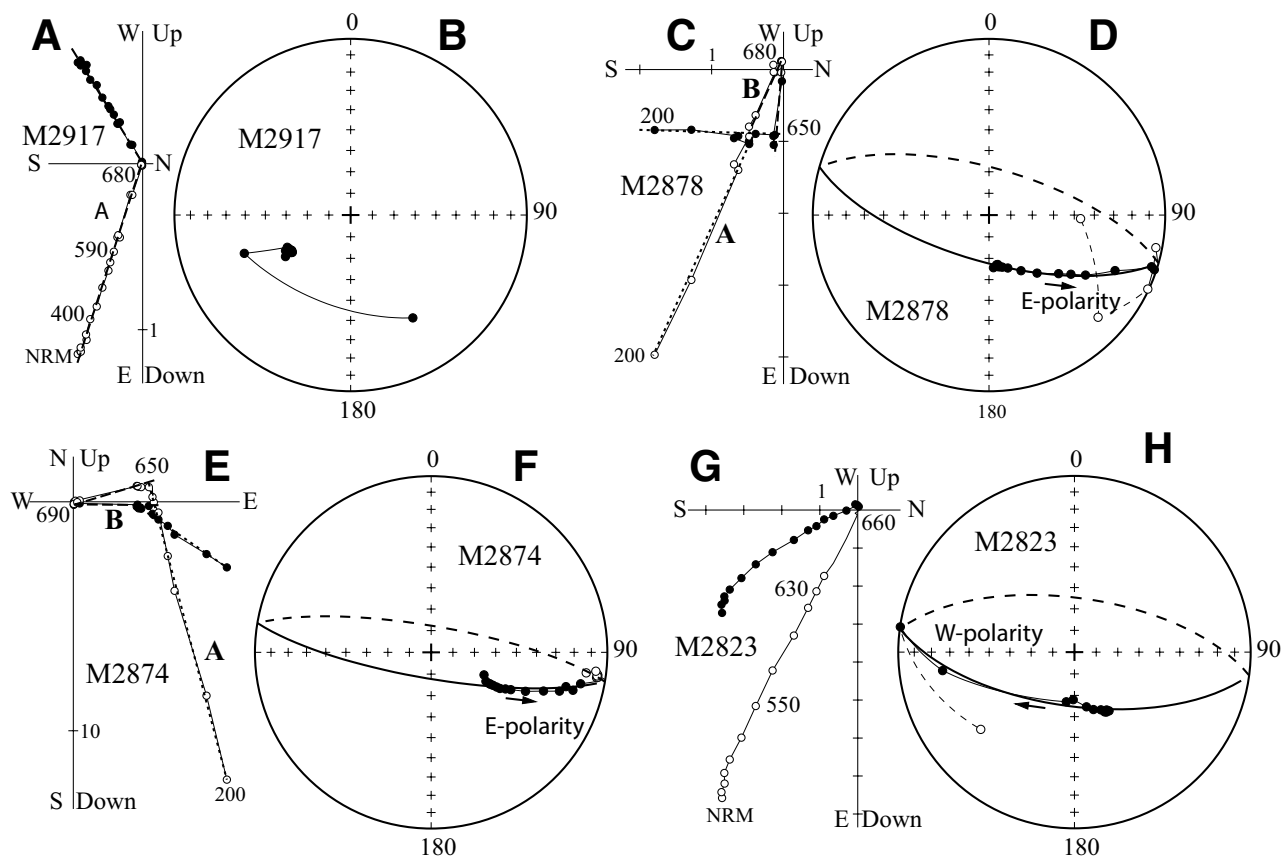 A
W Up
M2917
S N
680
A
590
400
NRM
1
E Down
B
0
M2917
90
180
C
W Up
680
S 1 N
B
200
650
M2878
A
200
E Down
D
0
90
E-polarity
M2878
180
E
N Up
650
W E
690
B
M2874
A
10
200
S Down
F
0
M2874
90
E-polarity
180
G
W Up
S 1 N
660
630
M2823
550
NRM
E Down
H
0
M2823
W-polarity
90
180